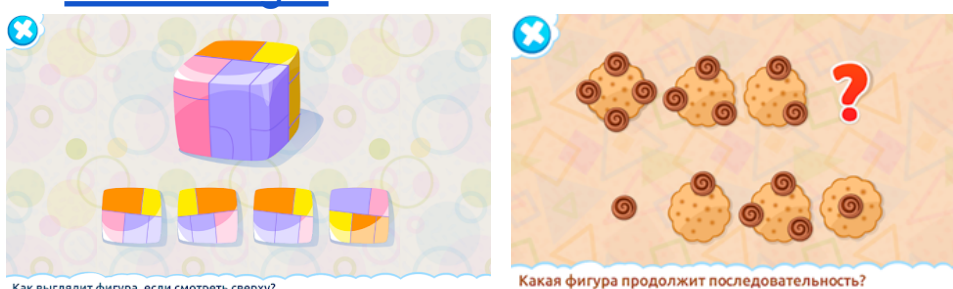 Как выглядит фигура, если смотреть сверху?
Какая фигура продолжит последовательность?